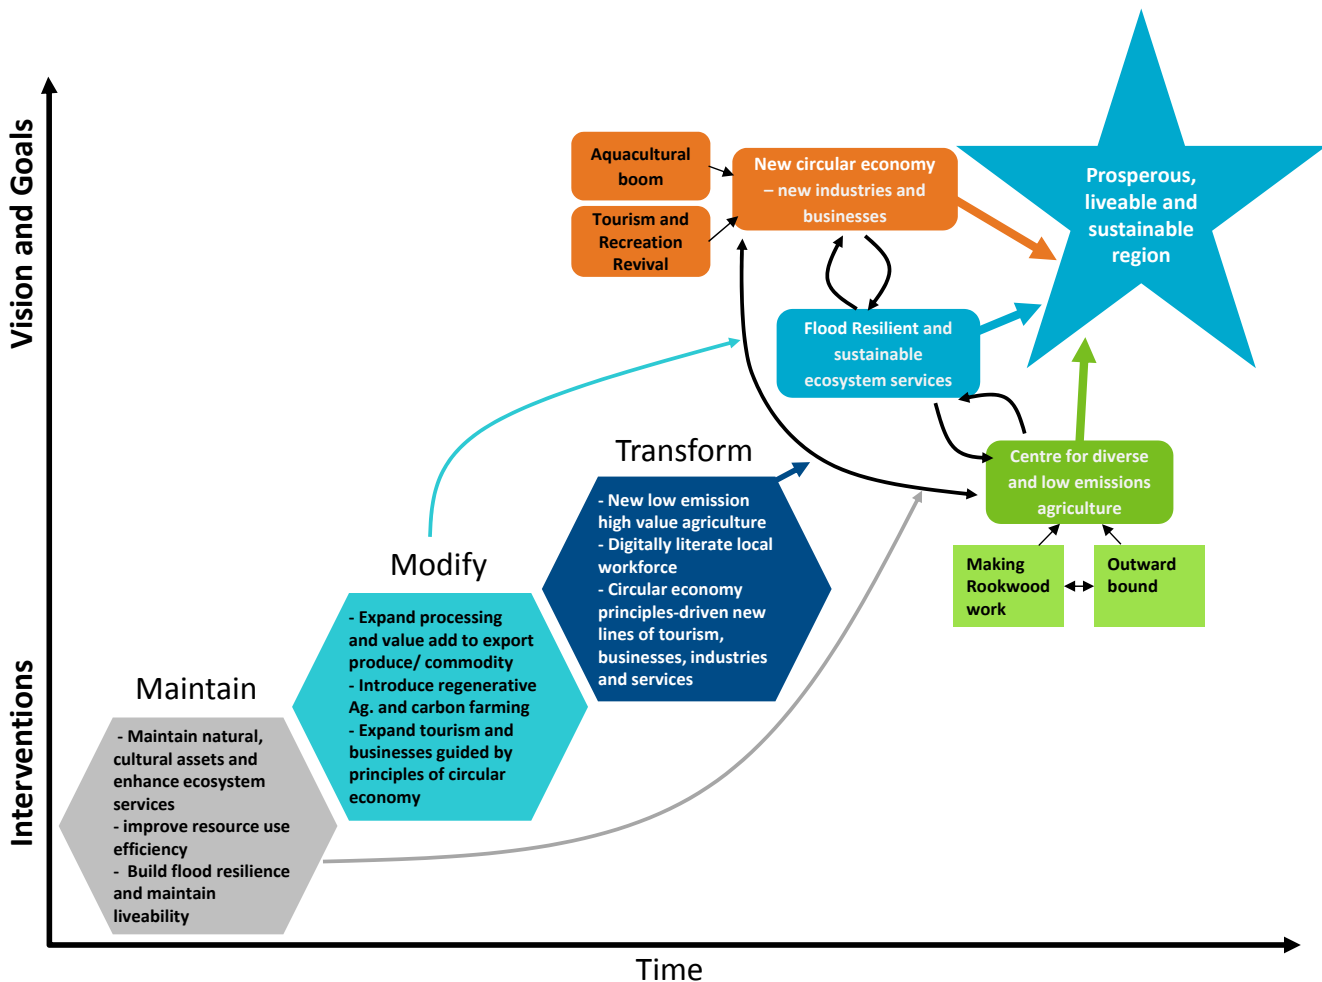 Vision and Goals
Interventions
Time
Aquacultural
boom
Tourism and
Recreation
Revival
New circular economy
– new industries and
businesses
Prosperous,
liveable and
sustainable
region
Flood Resilient and
sustainable
ecosystem services
Centre for diverse
and low emissions
agriculture
Making
Rookwood
work
Outward
bound
Transform
- New low emission
high value agriculture
- Digitally literate local
workforce
- Circular economy
principles-driven new
lines of tourism,
businesses, industries
and services
Modify
- Expand processing
and value add to export
produce/ commodity
- Introduce regenerative
Ag. and carbon farming
- Expand tourism and
businesses guided by
principles of circular
economy
Maintain
- Maintain natural,
cultural assets and
enhance ecosystem
services
- improve resource use
efficiency
- Build flood resilience
and maintain
liveability